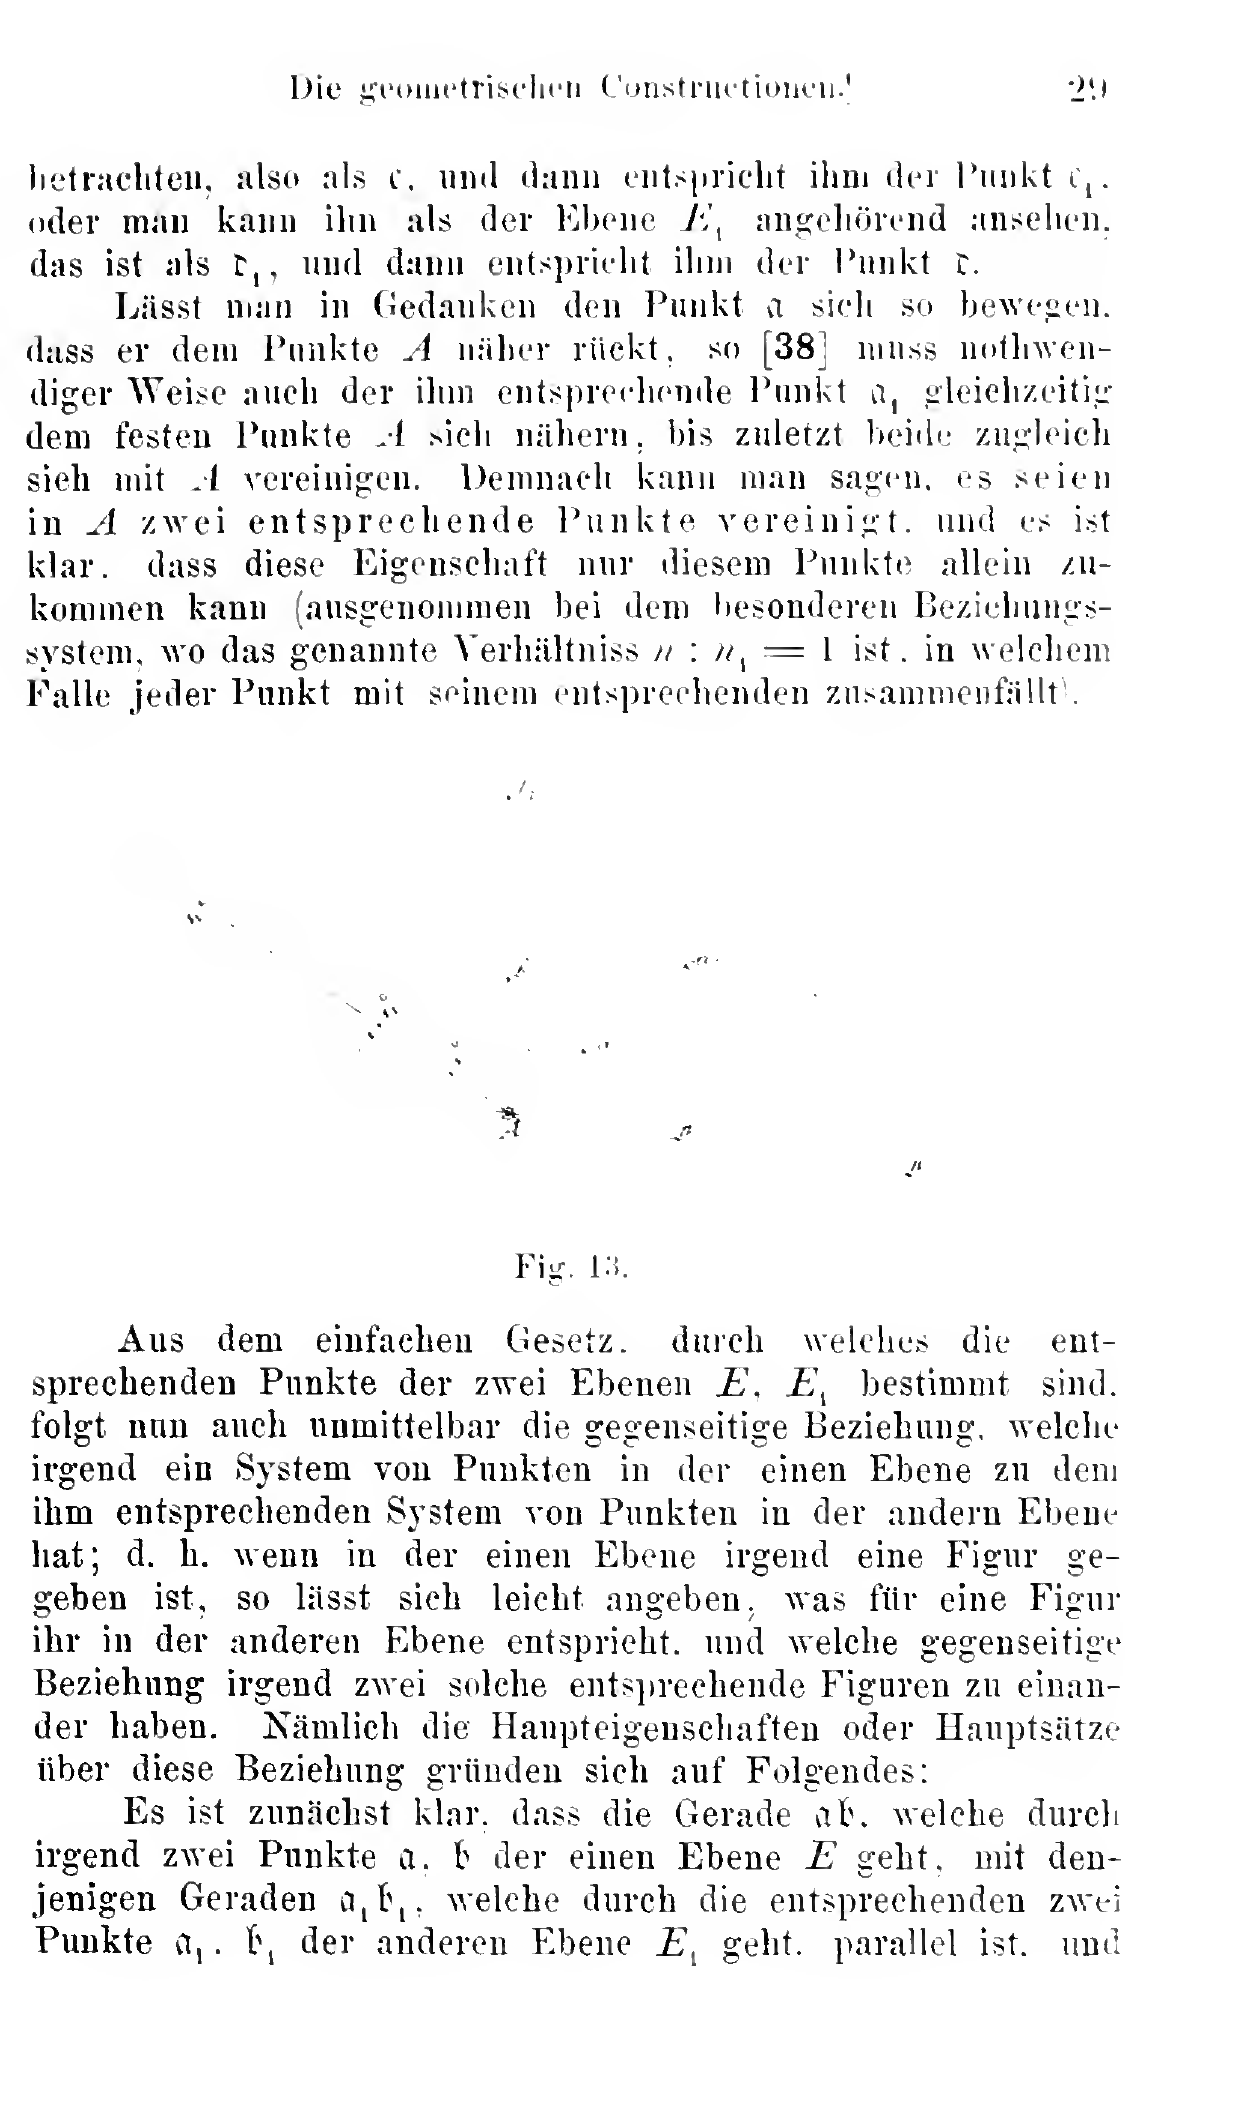 Die geometrischen Constructionen. 29
betrachten, also als 𝔠, und dann entspricht ihm der Punkt 𝔠₁,
oder man kann ihn als der Ebene E₁ angehörend ansehen,
das ist als 𝔯₁, und dann entspricht ihm der Punkt 𝔯.
Lässt man in Gedanken den Punkt 𝔞 sich so bewegen,
dass er dem Punkte A näher rückt, so [38] muss nothwen-
diger Weise auch der ihm entsprechende Punkt 𝔞₁ gleichzeitig
dem festen Punkte A sich nähern, bis zuletzt beide zugleich
sich mit A vereinigen. Demnach kann man sagen, es seien
in A zwei entsprechende Punkte vereinigt, und es ist
klar, dass diese Eigenschaft nur diesem Punkte allein zu-
kommen kann (ausgenommen bei dem besonderen Beziehungs-
system, wo das genannte Verhältniss n : n₁ = 1 ist, in welchem
Falle jeder Punkt mit seinem entsprechenden zusammenfällt).
Fig. 13.
Aus dem einfachen Gesetz, durch welches die ent-
sprechenden Punkte der zwei Ebenen E, E₁ bestimmt sind,
folgt nun auch unmittelbar die gegenseitige Beziehung, welche
irgend ein System von Punkten in der einen Ebene zu dem
ihm entsprechenden System von Punkten in der andern Ebene
hat; d. h. wenn in der einen Ebene irgend eine Figur ge-
geben ist, so lässt sich leicht angeben, was für eine Figur
ihr in der anderen Ebene entspricht, und welche gegenseitige
Beziehung irgend zwei solche entsprechende Figuren zu einan-
der haben. Nämlich die Haupteigenschaften oder Hauptsätze
über diese Beziehung gründen sich auf Folgendes:
Es ist zunächst klar, dass die Gerade 𝔞𝔟, welche durch
irgend zwei Punkte 𝔞, 𝔟 der einen Ebene E geht, mit den-
jenigen Geraden 𝔞₁𝔟₁, welche durch die entsprechenden zwei
Punkte 𝔞₁, 𝔟₁ der anderen Ebene E₁ geht, parallel ist, und